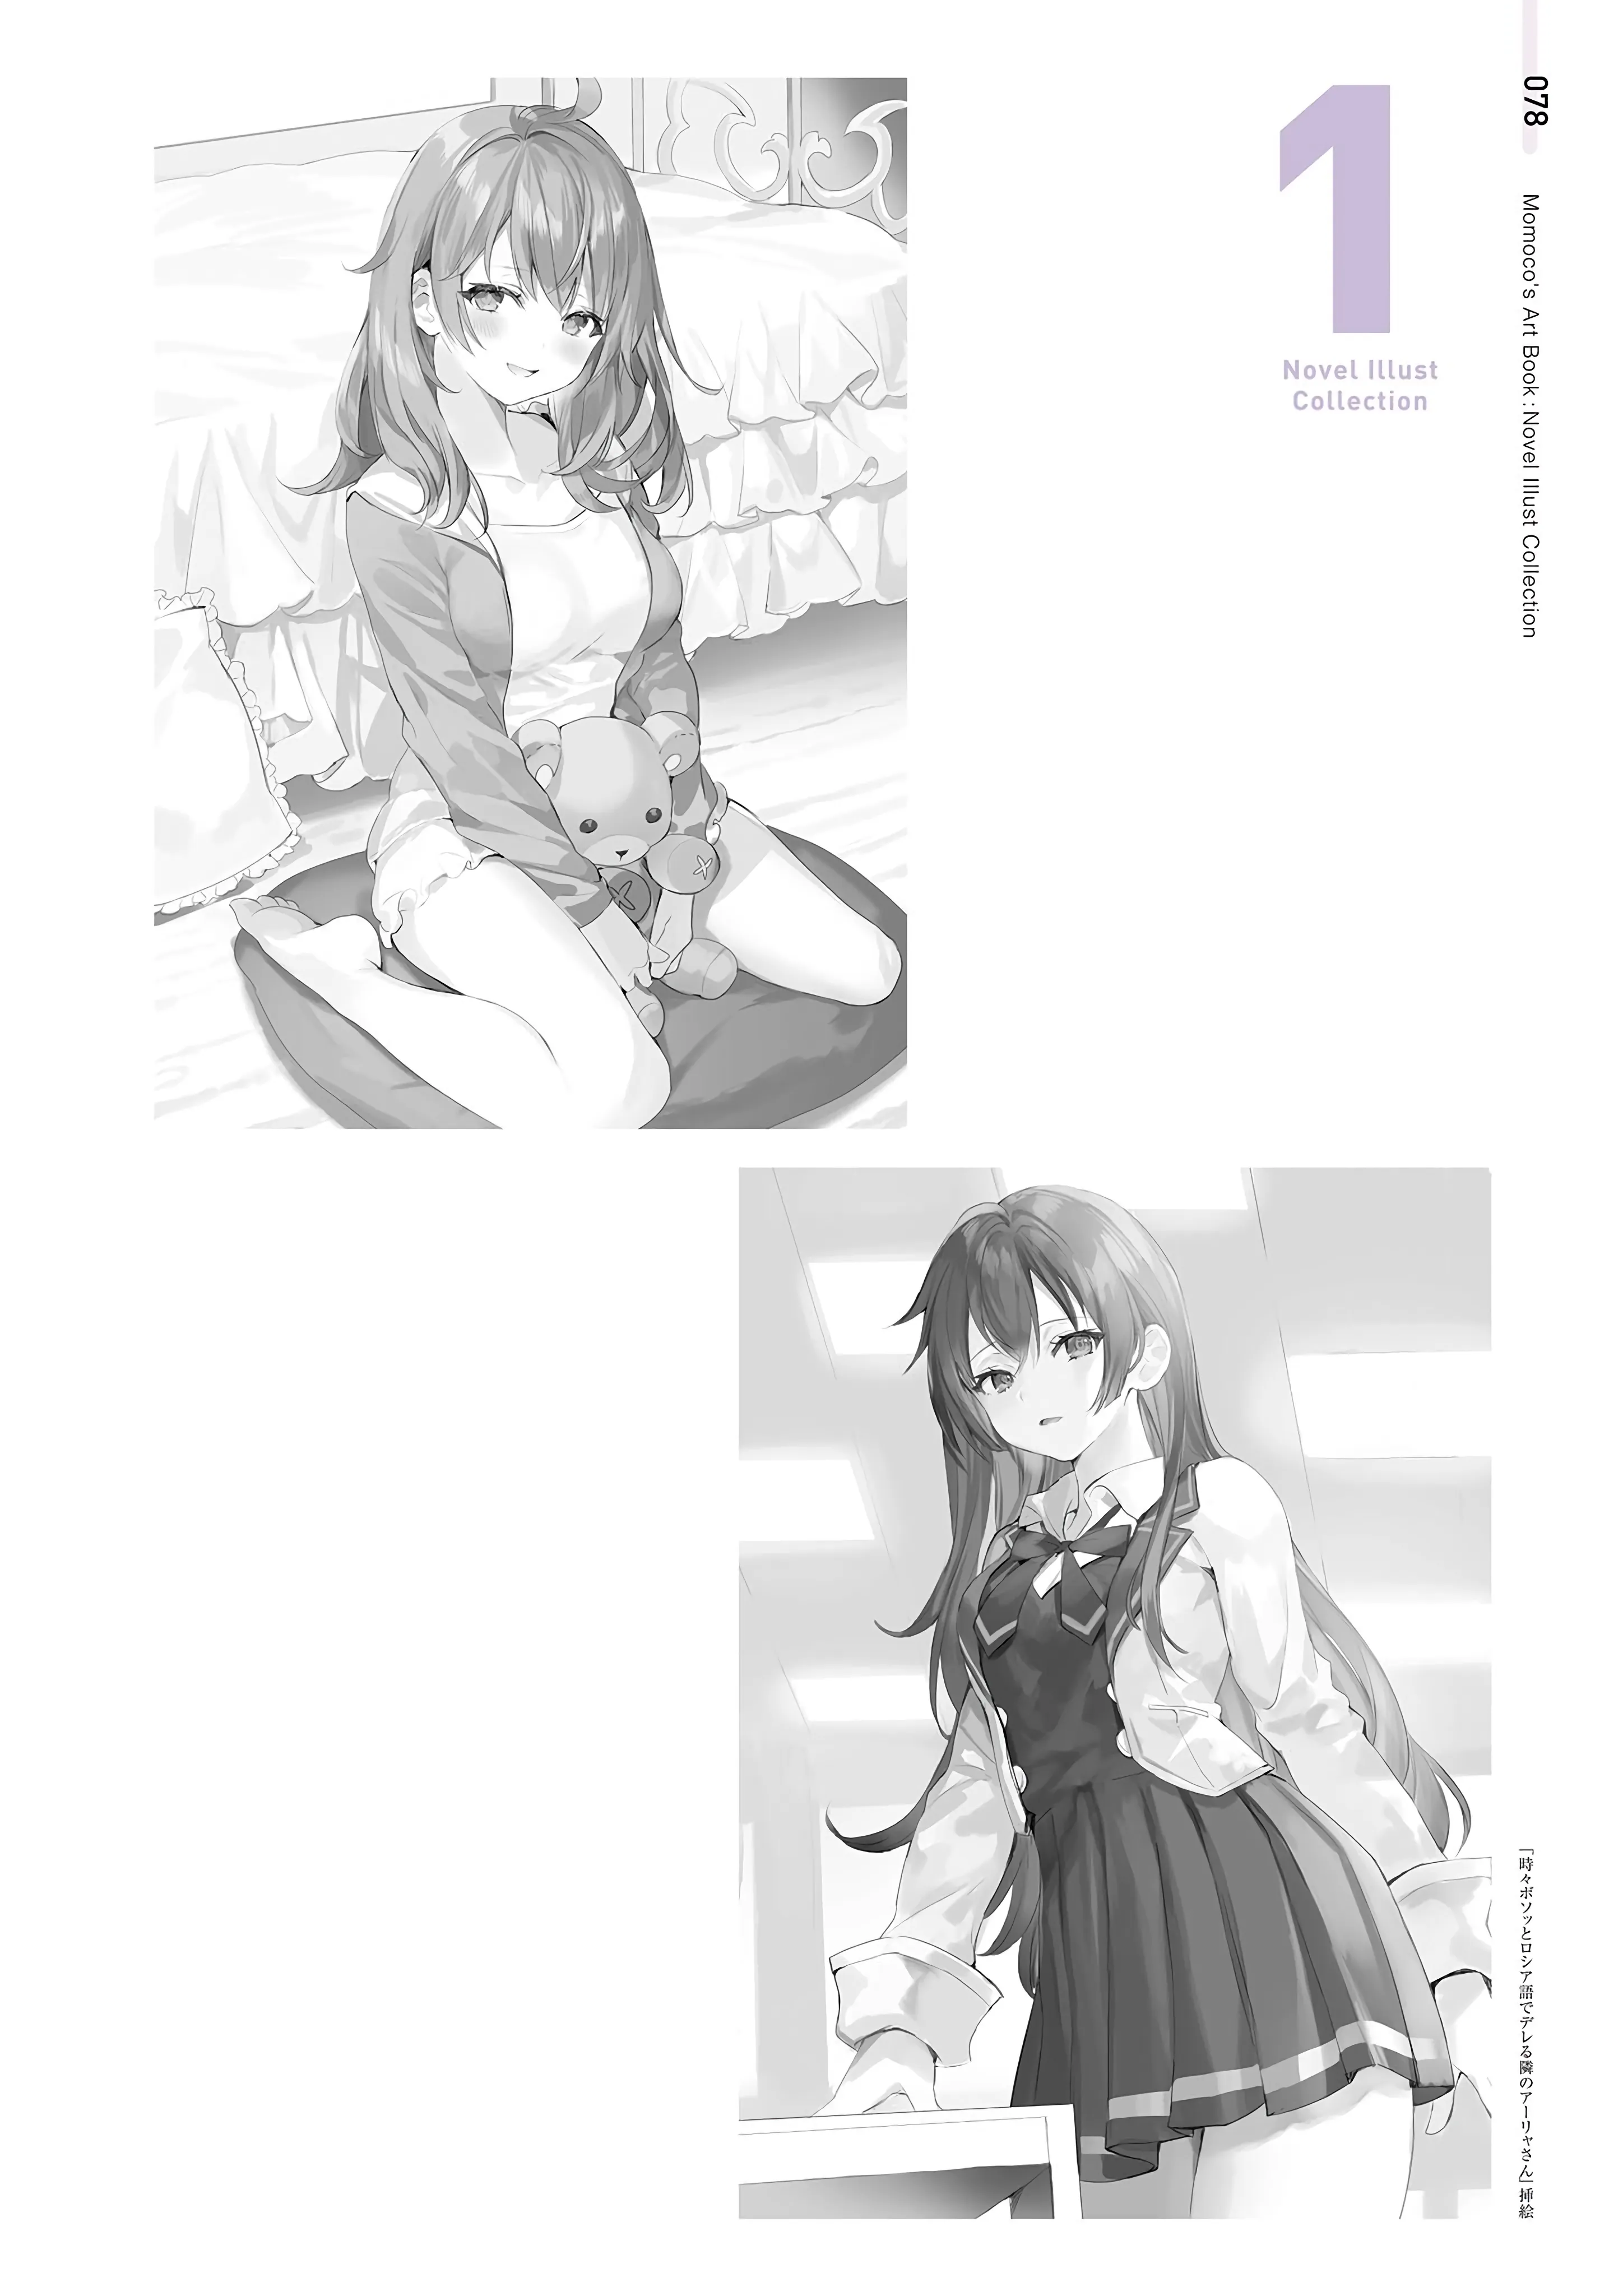 078
Momoco's Art Book:Novel Illust Collection
1
Novel Illust
Collection
「時々ボソッとロシア語でデレる隣のアーリャさん」挿絵